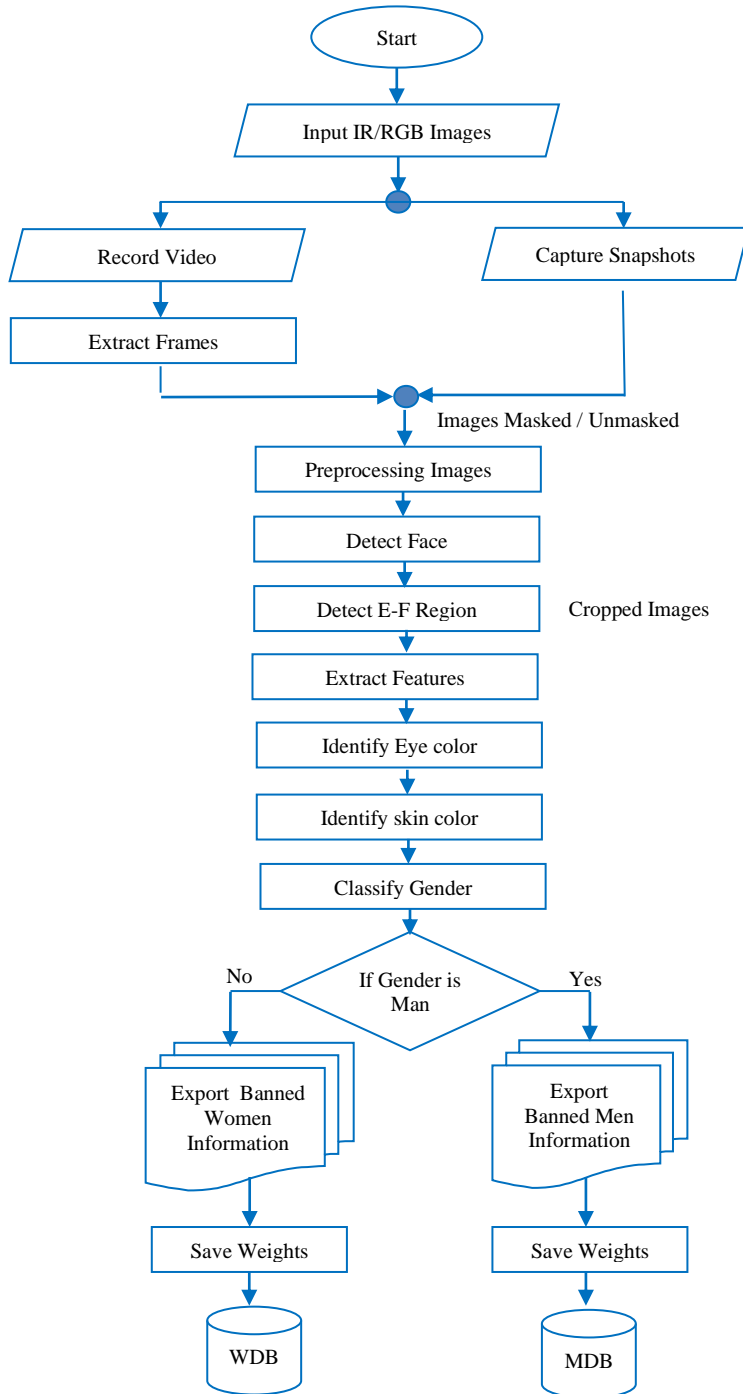 Start
Input IR/RGB Images
Record Video
Capture Snapshots
Extract Frames
Images Masked / Unmasked
Preprocessing Images
Detect Face
Detect E-F Region
Cropped Images
Extract Features
Identify Eye color
Identify skin color
Classify Gender
No
If Gender is
Man
Yes
Export  Banned
Women
Information
Export
Banned Men
Information
Save Weights
Save Weights
WDB
MDB